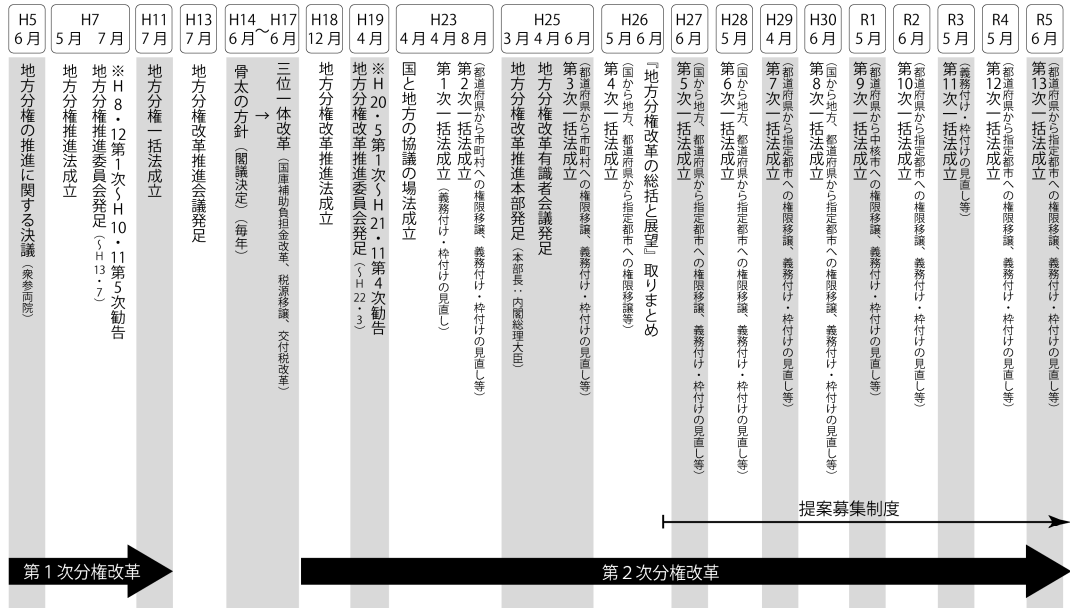 H5
6月
H7
5月 7月
H11
7月
H13
7月
H14 〜 H17
6月 6月
H18
12月
H19
4月
H23
4月 4月 8月
H25
3月 4月 6月
H26
5月 6月
H27
6月
H28
5月
H29
4月
H30
6月
R1
5月
R2
6月
R3
5月
R4
5月
R5
6月
地方分権の推進に関する決議（衆参両院）
地方分権推進法成立
地方分権推進委員会発足（〜H13・7）
※H8・12第1次〜H10・11第5次勧告
地方分権一括法成立
地方分権改革推進会議発足
骨太の方針（閣議決定）（毎年）
→
三位一体改革（国庫補助負担金改革、税源移譲、交付税改革）
地方分権改革推進法成立
地方分権改革推進委員会発足（〜H22・3）
※H20・5第1次〜H21・11第4次勧告
国と地方の協議の場法成立
第1次一括法成立（義務付け・枠付けの見直し）
第2次一括法成立
（都道府県から市町村への権限移譲、義務付け・枠付けの見直し等）
地方分権改革推進本部発足（本部長：内閣総理大臣）
地方分権改革有識者会議発足
第3次一括法成立
（都道府県から市町村への権限移譲、義務付け・枠付けの見直し等）
第4次一括法成立
（国から地方、都道府県から指定都市への権限移譲等）
『地方分権改革の総括と展望』取りまとめ
第5次一括法成立
（国から地方、都道府県から指定都市への権限移譲、義務付け・枠付けの見直し等）
第6次一括法成立
（国から地方、都道府県から指定都市への権限移譲、義務付け・枠付けの見直し等）
第7次一括法成立
（都道府県から指定都市への権限移譲、義務付け・枠付けの見直し等）
第8次一括法成立
（国から地方、都道府県から指定都市への権限移譲、義務付け・枠付けの見直し等）
第9次一括法成立
（都道府県から中核市への権限移譲、義務付け・枠付けの見直し等）
第10次一括法成立
（都道府県から指定都市への権限移譲、義務付け・枠付けの見直し等）
第11次一括法成立
（義務付け・枠付けの見直し等）
第12次一括法成立
（都道府県から指定都市への権限移譲、義務付け・枠付けの見直し等）
第13次一括法成立
（都道府県から指定都市への権限移譲、義務付け・枠付けの見直し等）
提案募集制度
第1次分権改革
第2次分権改革